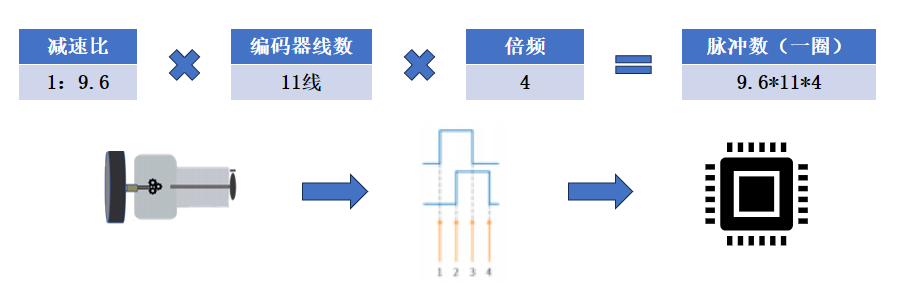 减速比
编码器线数
倍频
脉冲数（一圈）
1：9.6
11线
4
9.6*11*4
1 2 3 4